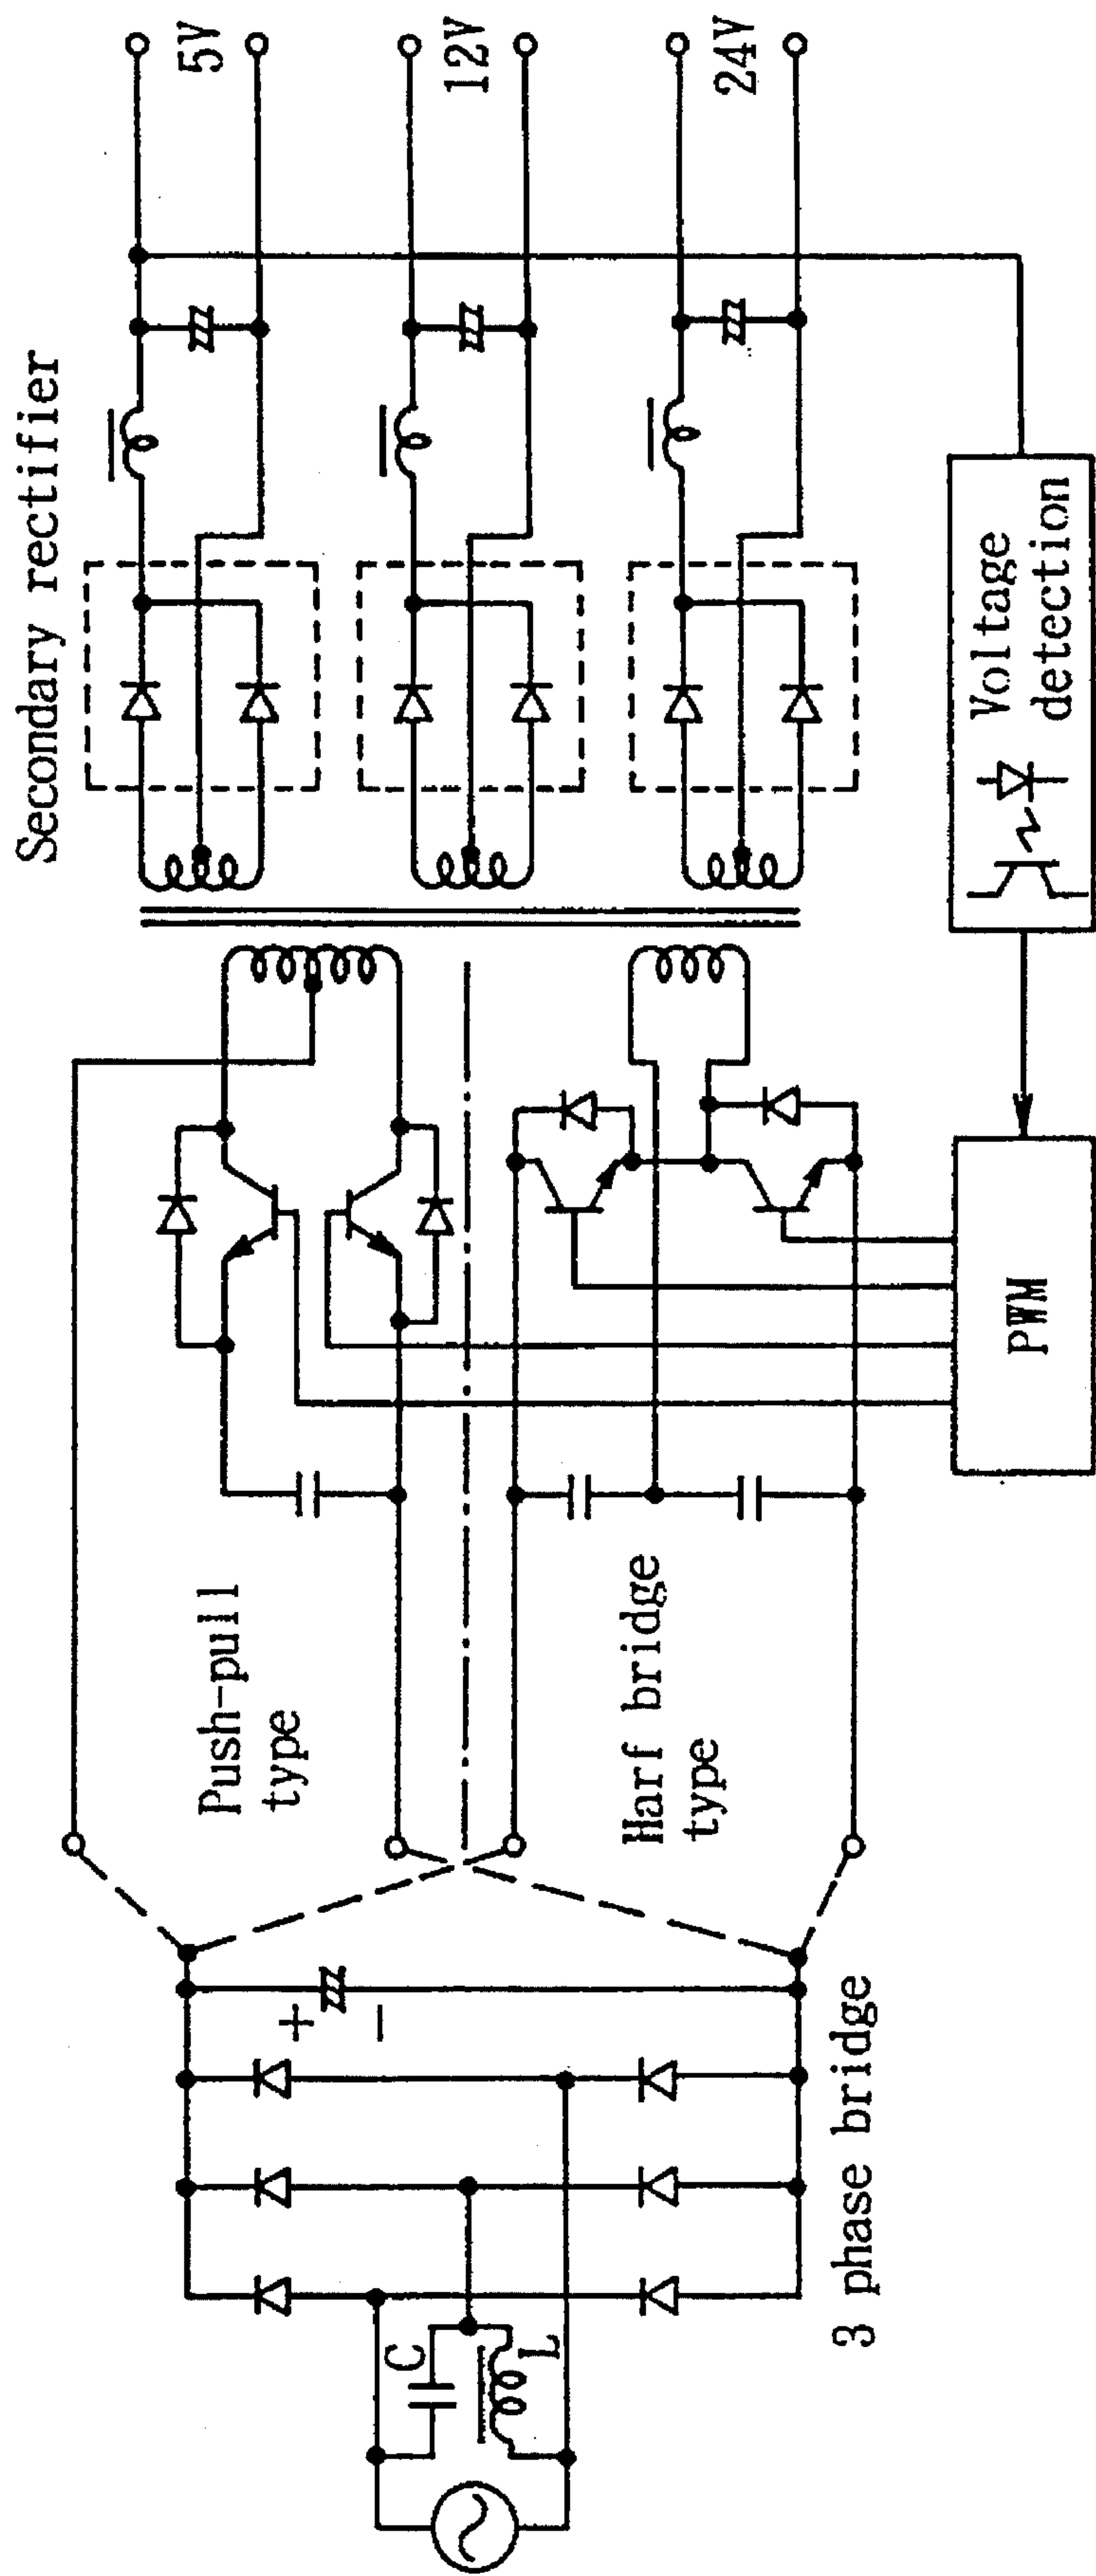 Secondary rectifier
5V
12V
24V
Push-pull
type
Harf bridge
type
Voltage
detection
PWM
+
−
C
L
3 phase bridge